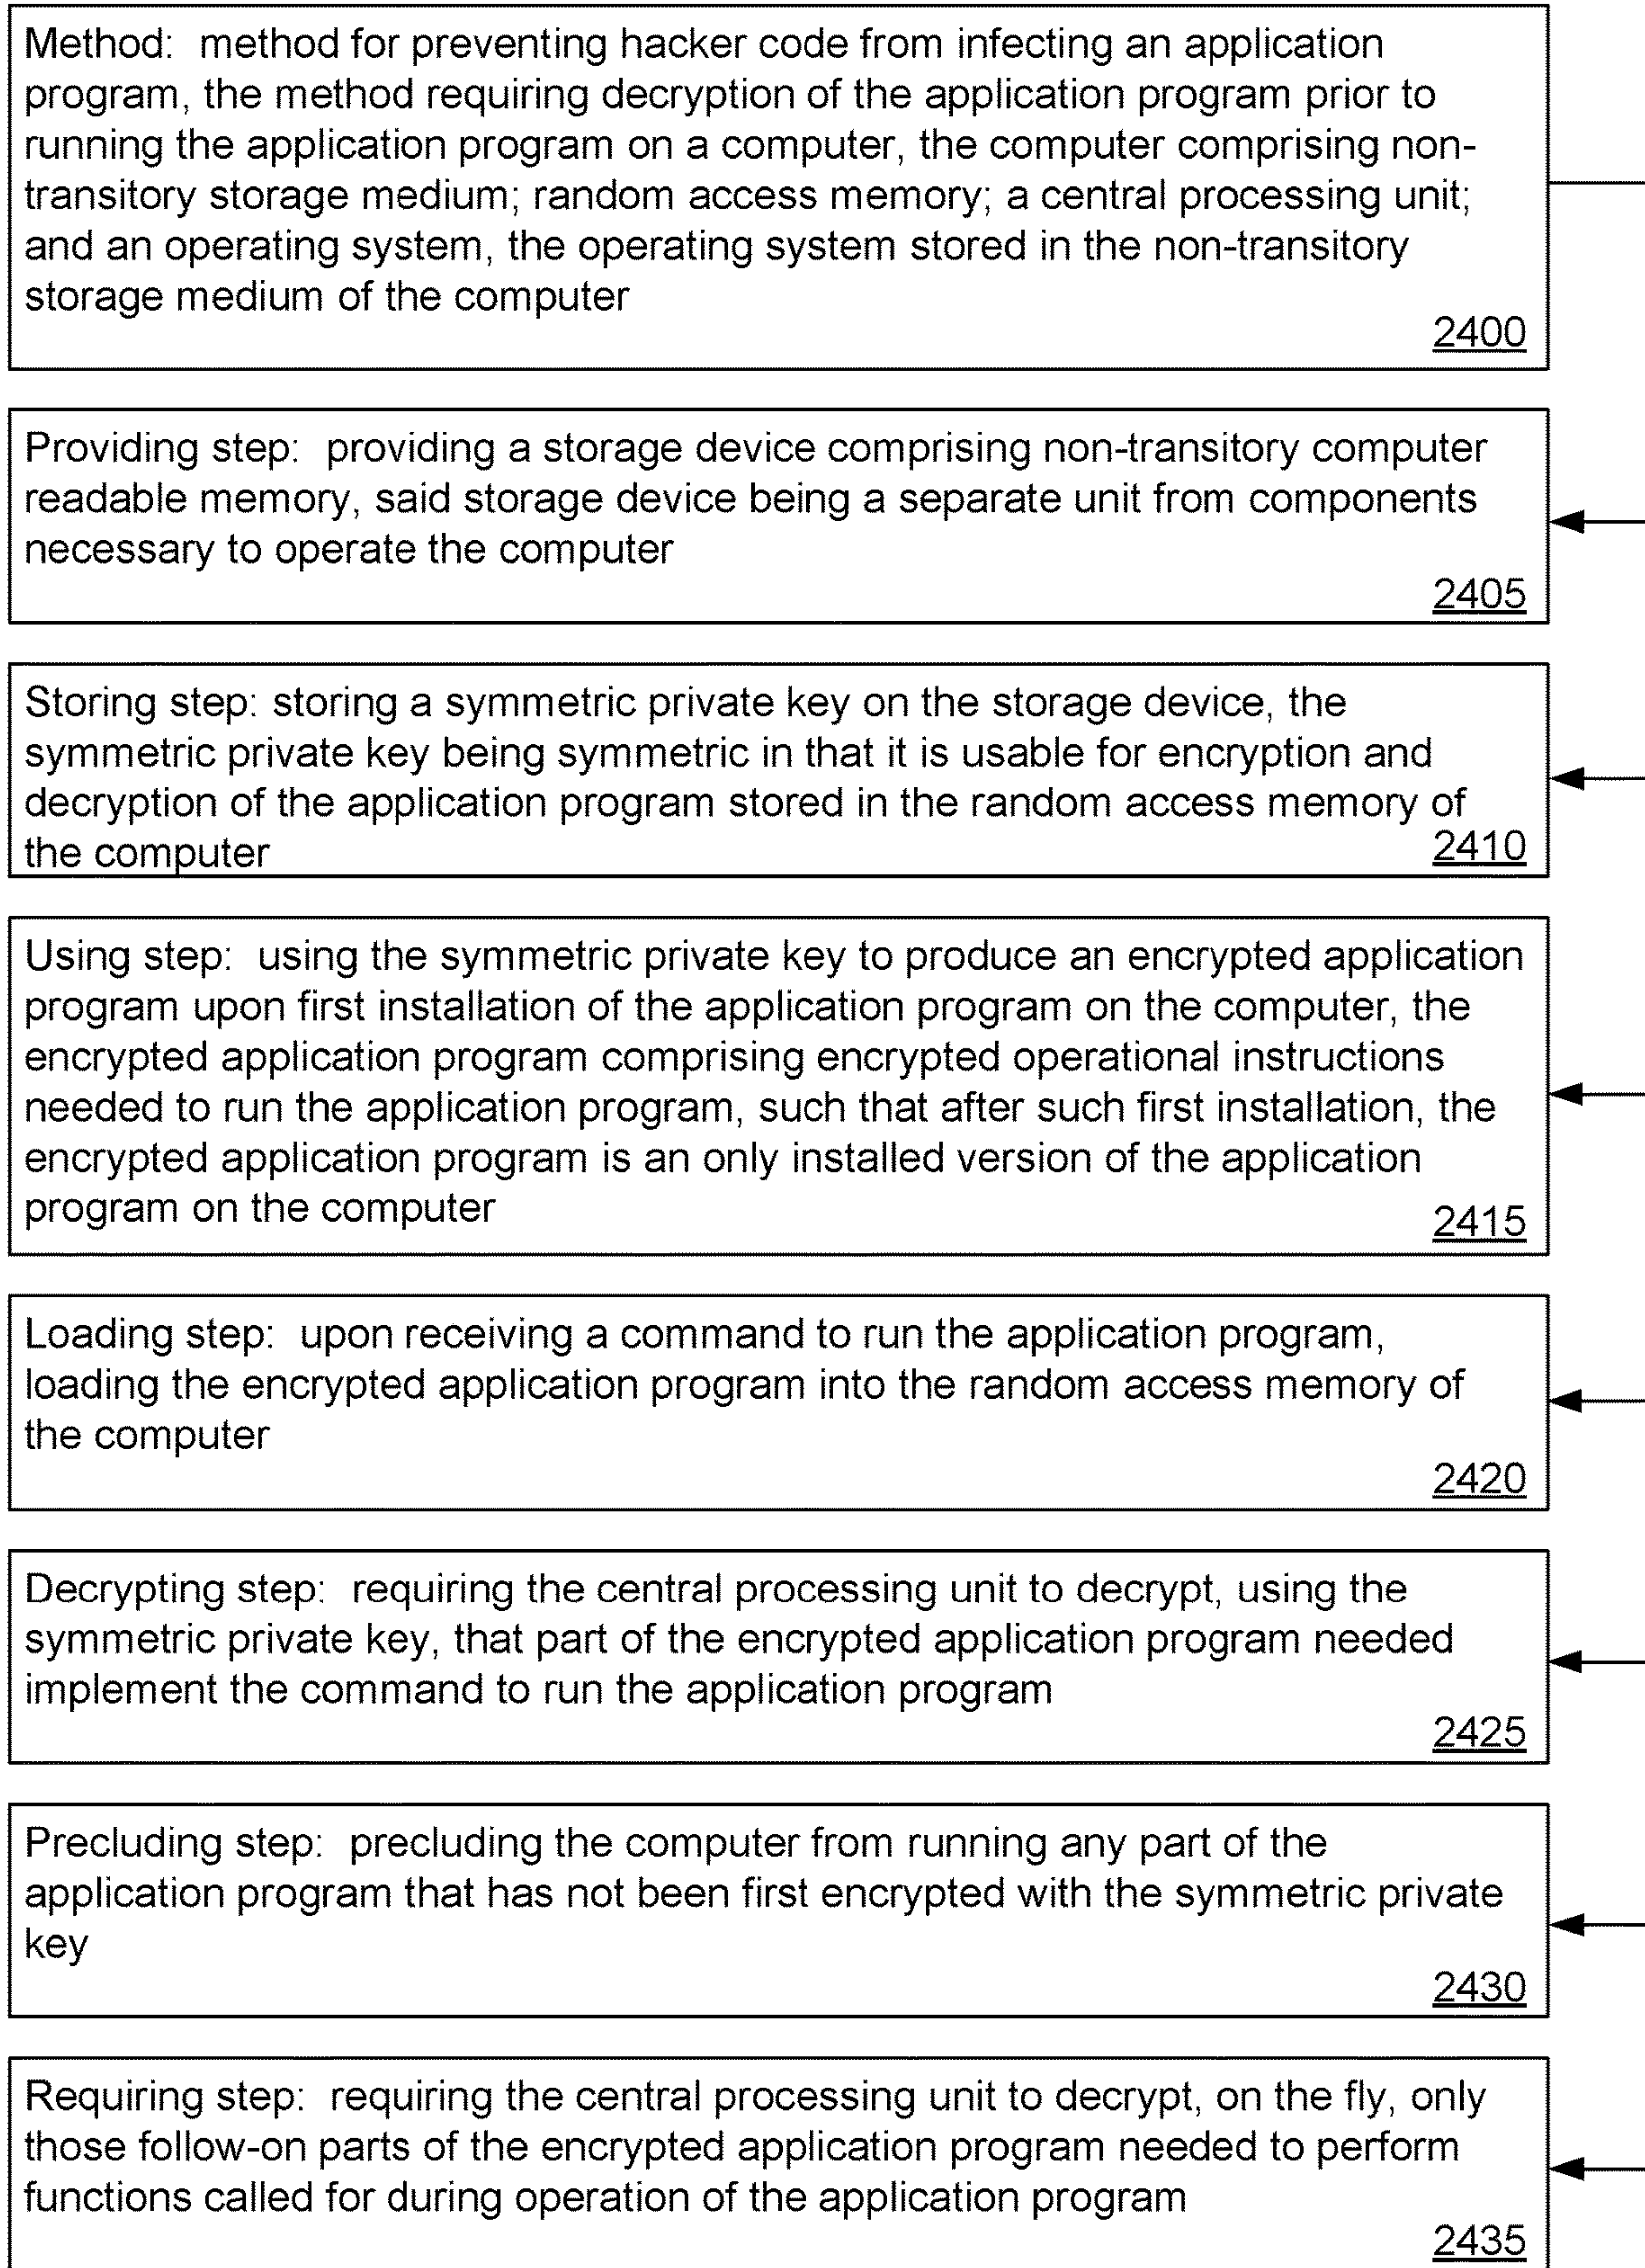 Method:  method for preventing hacker code from infecting an application
program, the method requiring decryption of the application program prior to
running the application program on a computer, the computer comprising non-
transitory storage medium; random access memory; a central processing unit;
and an operating system, the operating system stored in the non-transitory
storage medium of the computer
2400
Providing step:  providing a storage device comprising non-transitory computer
readable memory, said storage device being a separate unit from components
necessary to operate the computer
2405
Storing step: storing a symmetric private key on the storage device, the
symmetric private key being symmetric in that it is usable for encryption and
decryption of the application program stored in the random access memory of
the computer
2410
Using step:  using the symmetric private key to produce an encrypted application
program upon first installation of the application program on the computer, the
encrypted application program comprising encrypted operational instructions
needed to run the application program, such that after such first installation, the
encrypted application program is an only installed version of the application
program on the computer
2415
Loading step:  upon receiving a command to run the application program,
loading the encrypted application program into the random access memory of
the computer
2420
Decrypting step:  requiring the central processing unit to decrypt, using the
symmetric private key, that part of the encrypted application program needed
implement the command to run the application program
2425
Precluding step:  precluding the computer from running any part of the
application program that has not been first encrypted with the symmetric private
key
2430
Requiring step:  requiring the central processing unit to decrypt, on the fly, only
those follow-on parts of the encrypted application program needed to perform
functions called for during operation of the application program
2435